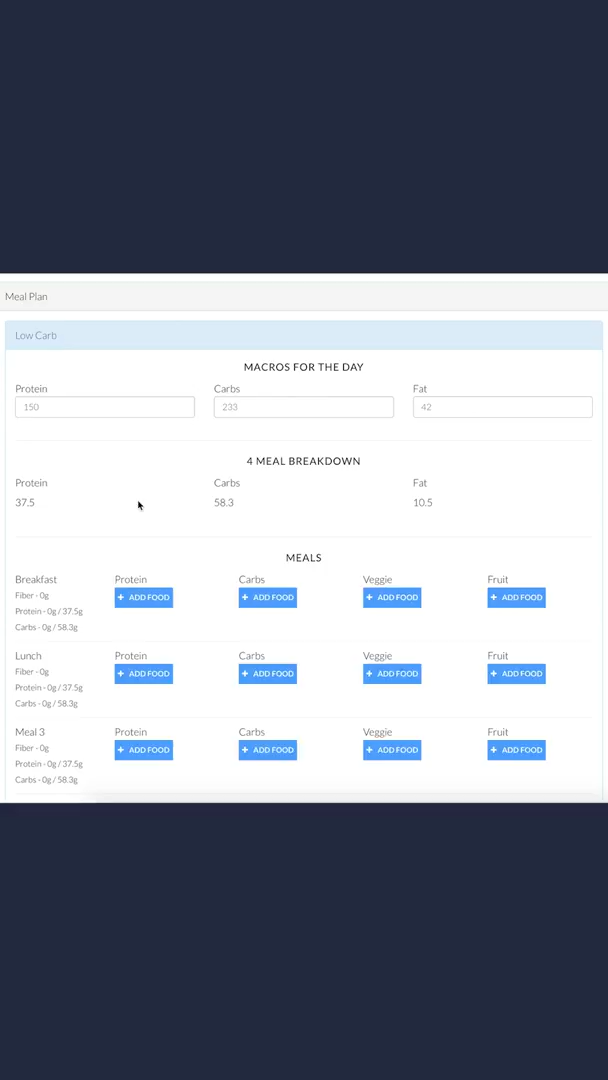 Meal Plan
Low Carb
MACROS FOR THE DAY
Protein Carbs Fat
150 233 42
4 MEAL BREAKDOWN
Protein Carbs Fat
37.5 58.3 10.5
MEALS
Breakfast Protein Carbs Veggie Fruit
Fiber - 0g + ADD FOOD + ADD FOOD + ADD FOOD + ADD FOOD
Protein - 0g / 37.5g
Carbs - 0g / 58.3g
Lunch Protein Carbs Veggie Fruit
Fiber - 0g + ADD FOOD + ADD FOOD + ADD FOOD + ADD FOOD
Protein - 0g / 37.5g
Carbs - 0g / 58.3g
Meal 3 Protein Carbs Veggie Fruit
Fiber - 0g + ADD FOOD + ADD FOOD + ADD FOOD + ADD FOOD
Protein - 0g / 37.5g
Carbs - 0g / 58.3g